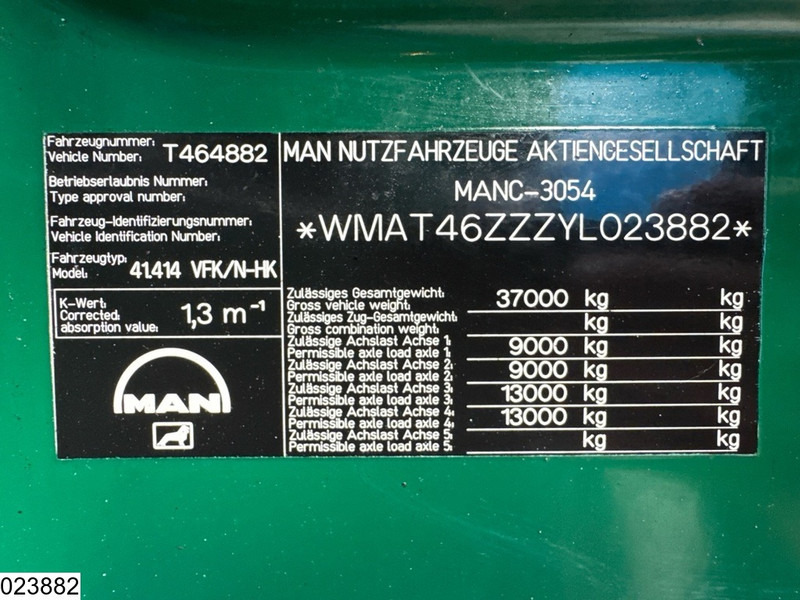 Fahrzeugnummer:
Vehicle Number: T464882
Betriebserlaubnis Nummer:
Type approval number:
Fahrzeug-Identifizierungsnummer:
Vehicle Identification Number:
Fahrzeugtyp:
Model: 41.414 VFK/N-HK
K-Wert:
Corrected:
absorption value: 1,3 m⁻¹
MAN
MAN NUTZFAHRZEUGE AKTIENGESELLSCHAFT
MANC-3054
*WMAT46ZZZYL023882*
Zulässiges Gesamtgewicht:
Gross vehicle weight: 37000 kg kg
Zulässiges Zug-Gesamtgewicht:
Gross combination weight: kg kg
Zulässige Achslast Achse 1:
Permissible axle load axle 1: 9000 kg kg
Zulässige Achslast Achse 2:
Permissible axle load axle 2: 9000 kg kg
Zulässige Achslast Achse 3:
Permissible axle load axle 3: 13000 kg kg
Zulässige Achslast Achse 4:
Permissible axle load axle 4: 13000 kg kg
Zulässige Achslast Achse 5:
Permissible axle load axle 5: kg kg
023882